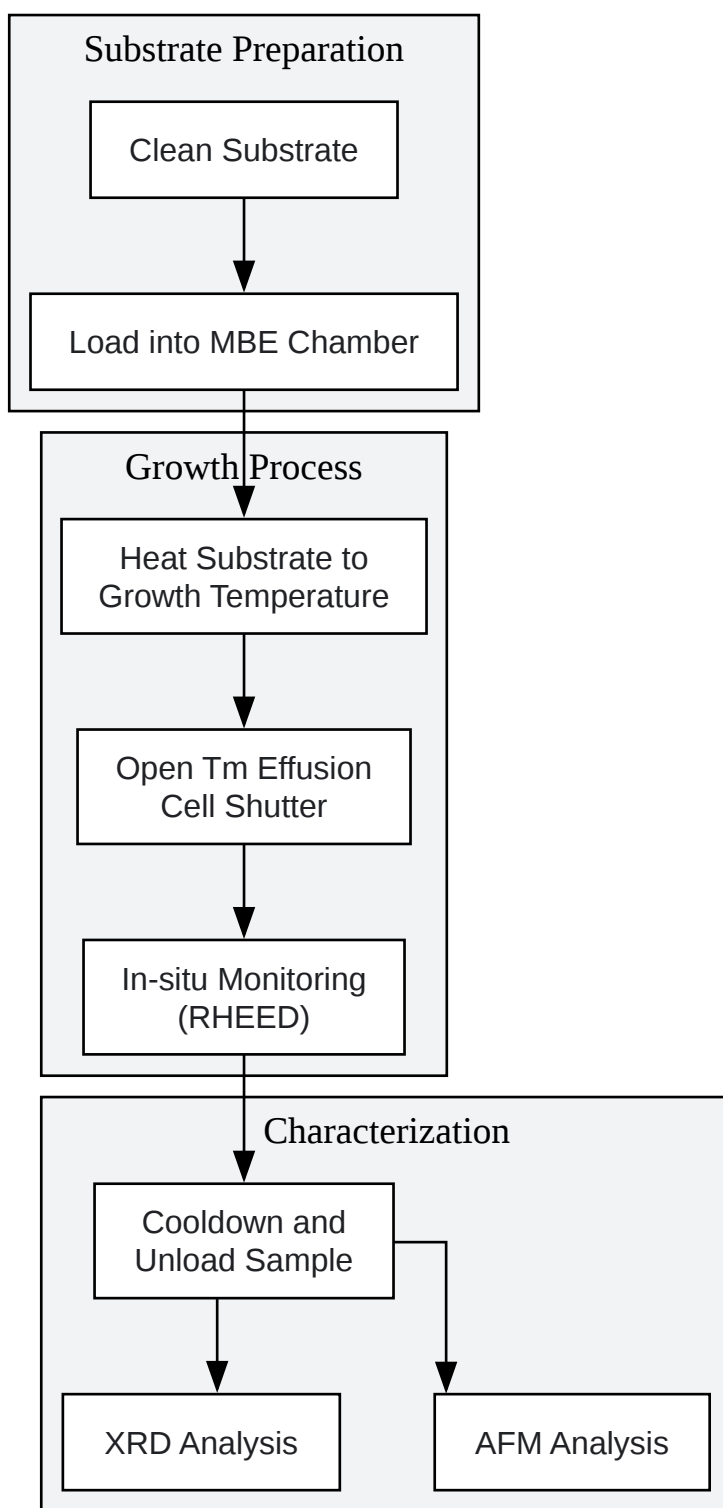 Substrate Preparation
Clean Substrate
Load into MBE Chamber
Growth Process
Heat Substrate to
Growth Temperature
Open Tm Effusion
Cell Shutter
In-situ Monitoring
(RHEED)
Characterization
Cooldown and
Unload Sample
XRD Analysis
AFM Analysis